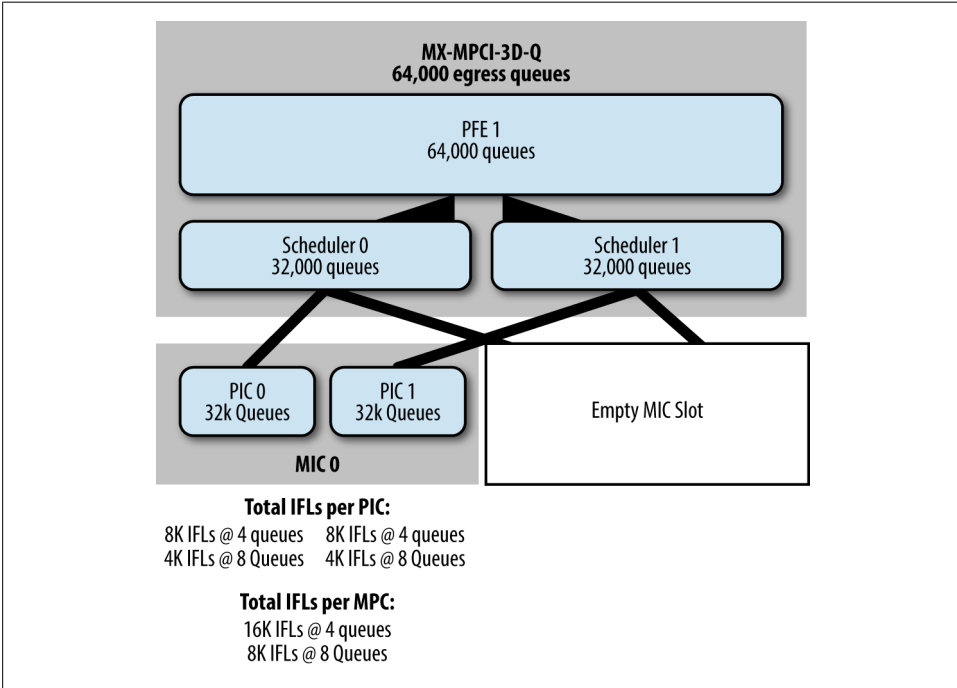 MX-MPCI-3D-Q
64,000 egress queues
PFE 1
64,000 queues
Scheduler 0
32,000 queues
Scheduler 1
32,000 queues
PIC 0
32k Queues
PIC 1
32k Queues
MIC 0
Empty MIC Slot
Total IFLs per PIC:
8K IFLs @ 4 queues 8K IFLs @ 4 queues
4K IFLs @ 8 Queues 4K IFLs @ 8 Queues
Total IFLs per MPC:
16K IFLs @ 4 queues
8K IFLs @ 8 Queues